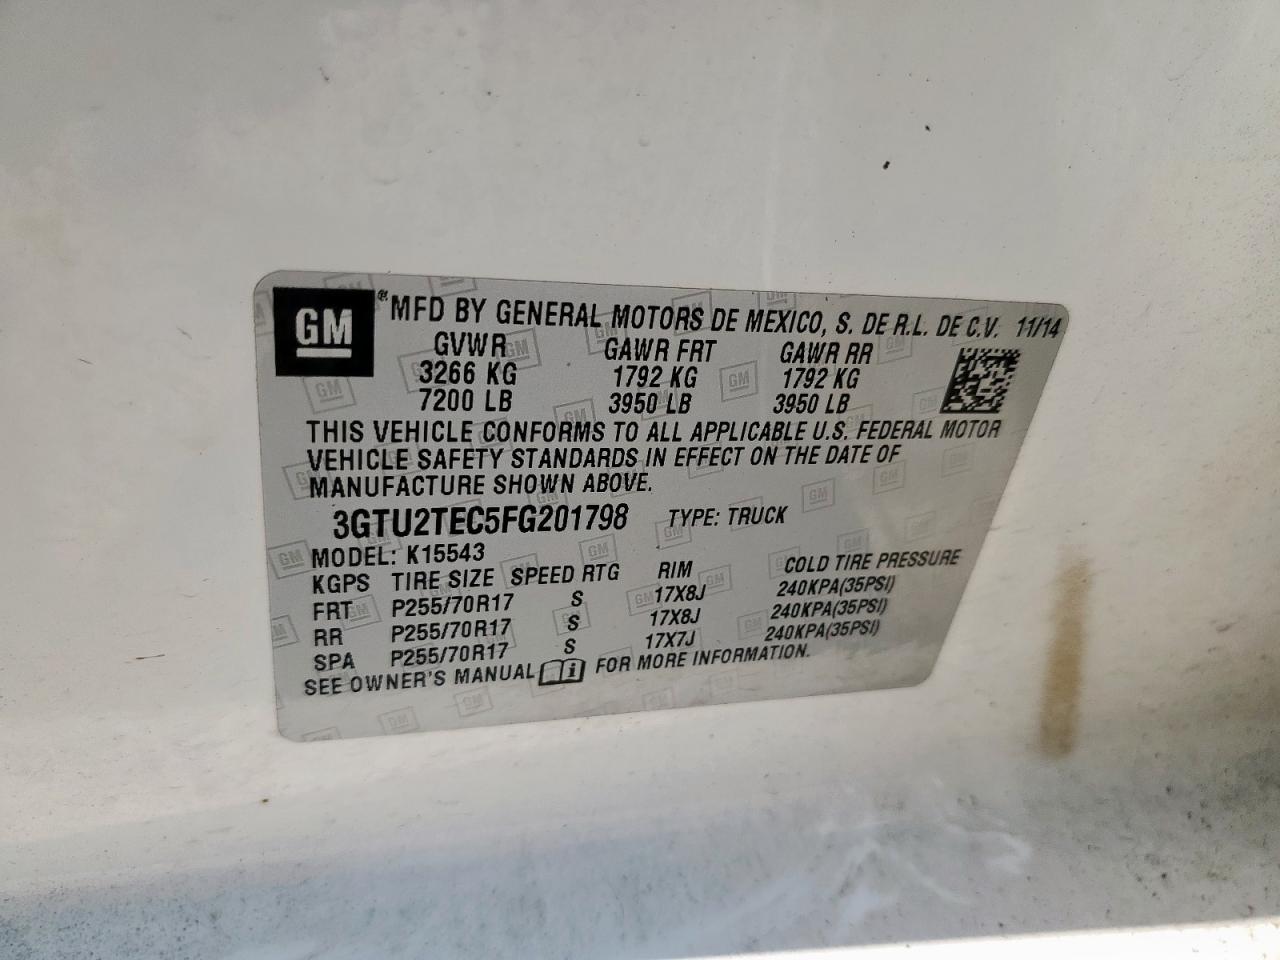 GM ® MFD BY GENERAL MOTORS DE MEXICO, S. DE R.L. DE C.V. 11/14
GVWR GAWR FRT GAWR RR
3266 KG 1792 KG 1792 KG
7200 LB 3950 LB 3950 LB
THIS VEHICLE CONFORMS TO ALL APPLICABLE U.S. FEDERAL MOTOR
VEHICLE SAFETY STANDARDS IN EFFECT ON THE DATE OF
MANUFACTURE SHOWN ABOVE.
3GTU2TEC5FG201798 TYPE: TRUCK
MODEL: K15543
KGPS TIRE SIZE SPEED RTG RIM COLD TIRE PRESSURE
FRT P255/70R17 S 17X8J 240KPA(35PSI)
RR P255/70R17 S 17X8J 240KPA(35PSI)
SPA P255/70R17 S 17X7J 240KPA(35PSI)
SEE OWNER'S MANUAL FOR MORE INFORMATION.